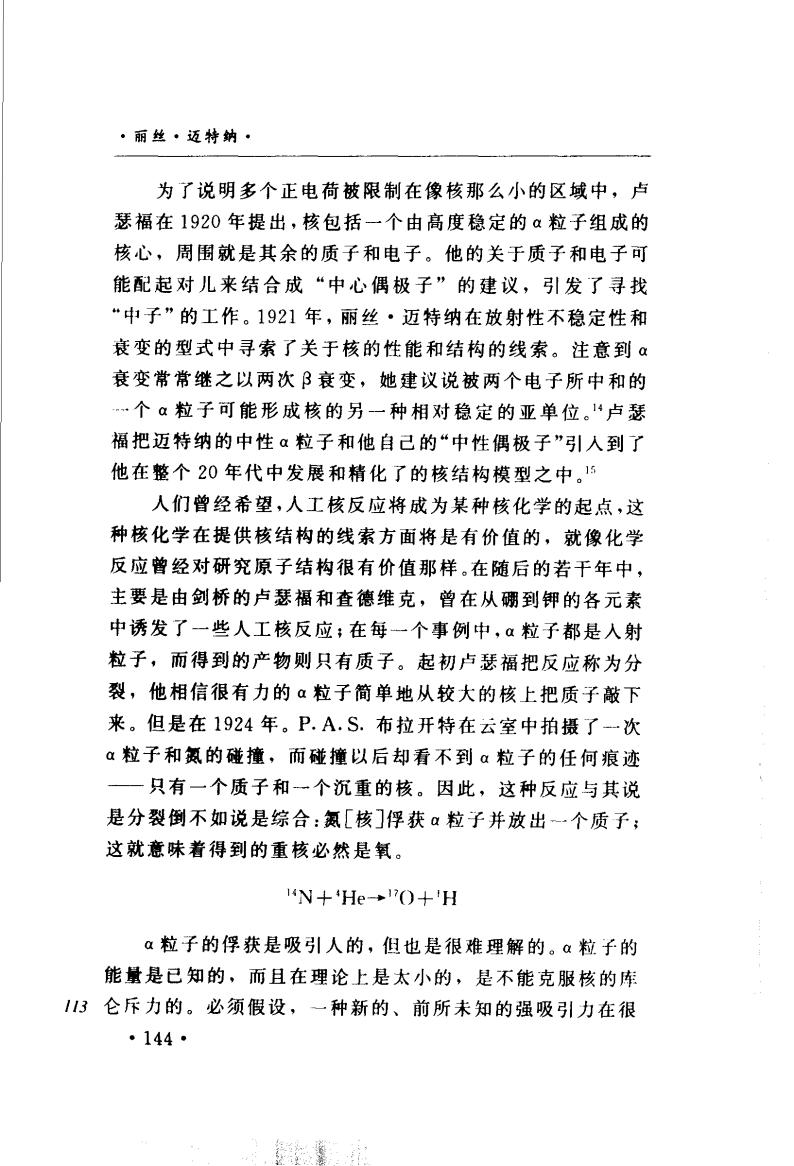 ·丽丝·迈特纳·
为了说明多个正电荷被限制在像核那么小的区域中，卢
瑟福在1920年提出，核包括一个由高度稳定的α粒子组成的
核心，周围就是其余的质子和电子。他的关于质子和电子可
能配起对儿来结合成“中心偶极子”的建议，引发了寻找
“中子”的工作。1921年，丽丝·迈特纳在放射性不稳定性和
衰变的型式中寻索了关于核的性能和结构的线索。注意到α
衰变常常继之以两次β衰变，她建议说被两个电子所中和的
一个α粒子可能形成核的另一种相对稳定的亚单位。¹⁴卢瑟
福把迈特纳的中性α粒子和他自己的“中性偶极子”引入到了
他在整个20年代中发展和精化了的核结构模型之中。¹⁵
人们曾经希望，人工核反应将成为某种核化学的起点，这
种核化学在提供核结构的线索方面将是有价值的，就像化学
反应曾经对研究原子结构很有价值那样。在随后的若干年中，
主要是由剑桥的卢瑟福和查德维克，曾在从硼到钾的各元素
中诱发了一些人工核反应；在每一个事例中，α粒子都是入射
粒子，而得到的产物则只有质子。起初卢瑟福把反应称为分
裂，他相信很有力的α粒子简单地从较大的核上把质子敲下
来。但是在1924年。P.A.S.布拉开特在云室中拍摄了一次
α粒子和氮的碰撞，而碰撞以后却看不到α粒子的任何痕迹
——只有一个质子和一个沉重的核。因此，这种反应与其说
是分裂倒不如说是综合：氮[核]俘获α粒子并放出一个质子；
这就意味着得到的重核必然是氧。
¹⁴N+⁴He→¹⁷O+¹H
α粒子的俘获是吸引人的，但也是很难理解的。α粒子的
能量是已知的，而且在理论上是太小的，是不能克服核的库
113 仑斥力的。必须假设，一种新的、前所未知的强吸引力在很
·144·